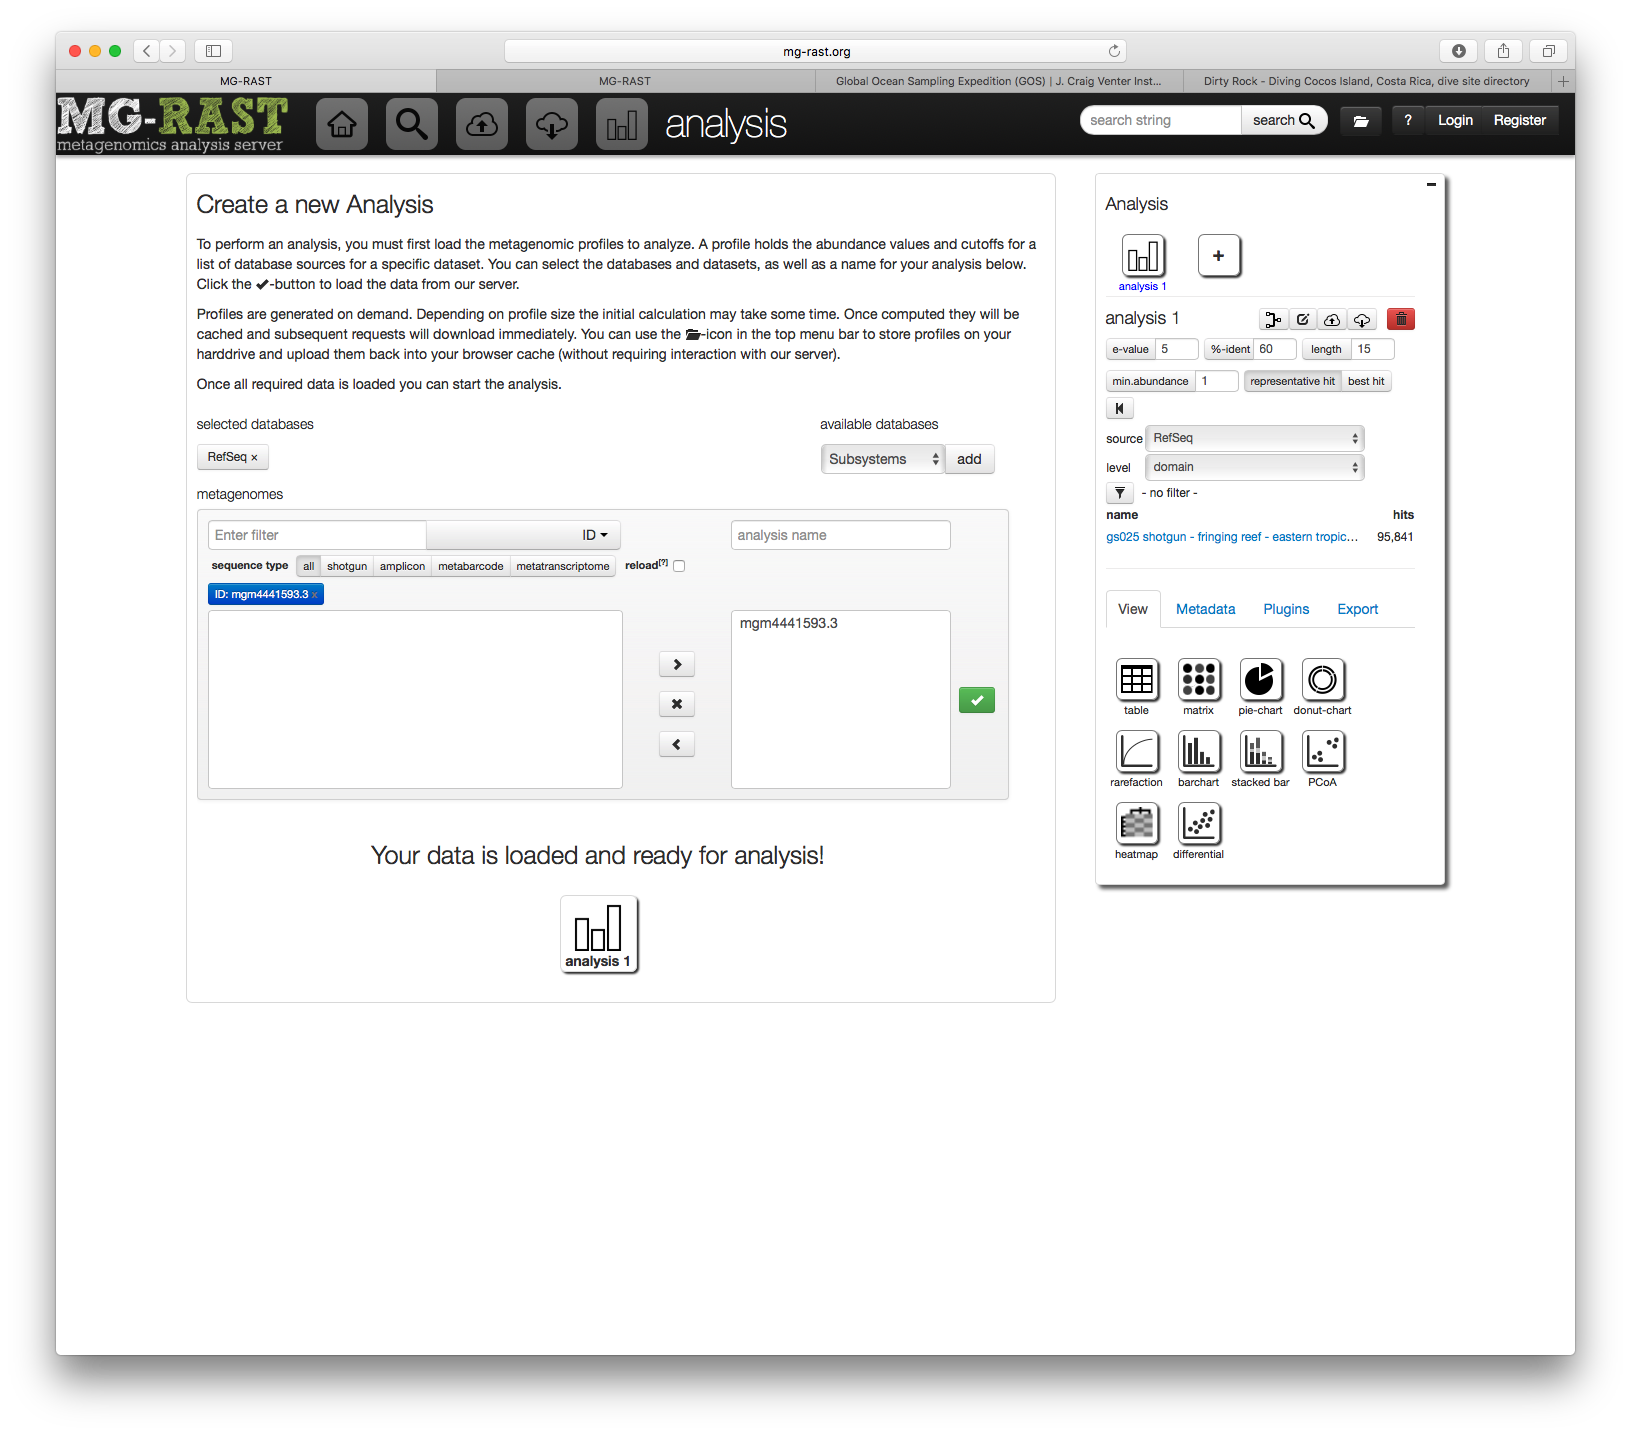 mg-rast.org
MG-RAST
MG-RAST
Global Ocean Sampling Expedition (GOS) | J. Craig Venter Inst...
Dirty Rock - Diving Cocos Island, Costa Rica, dive site directory
MG-RAST
metagenomics analysis server
analysis
search string
search
?
Login
Register
Create a new Analysis
To perform an analysis, you must first load the metagenomic profiles to analyze. A profile holds the abundance values and cutoffs for a
list of database sources for a specific dataset. You can select the databases and datasets, as well as a name for your analysis below.
Click the ✔-button to load the data from our server.
Profiles are generated on demand. Depending on profile size the initial calculation may take some time. Once computed they will be
cached and subsequent requests will download immediately. You can use the -icon in the top menu bar to store profiles on your
harddrive and upload them back into your browser cache (without requiring interaction with our server).
Once all required data is loaded you can start the analysis.
selected databases
available databases
RefSeq ×
Subsystems
add
metagenomes
Enter filter
ID
analysis name
sequence type
all
shotgun
amplicon
metabarcode
metatranscriptome
reload[?]
ID: mgm4441593.3 x
mgm4441593.3
Your data is loaded and ready for analysis!
analysis 1
Analysis
+
analysis 1
analysis 1
e-value 5
%-ident 60
length 15
min.abundance 1
representative hit
best hit
source RefSeq
level domain
- no filter -
name hits
gs025 shotgun - fringing reef - eastern tropic... 95,841
View
Metadata
Plugins
Export
table
matrix
pie-chart
donut-chart
rarefaction
barchart
stacked bar
PCoA
heatmap
differential